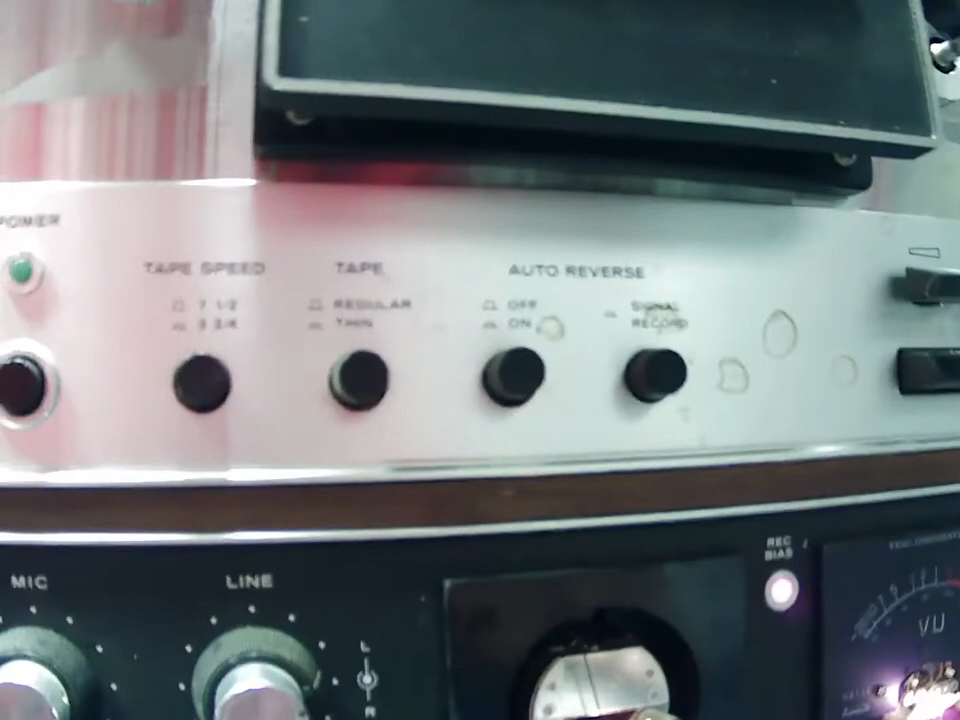 POWER
TAPE SPEED
7 1/2
3 3/4
TAPE
REGULAR
THIN
AUTO REVERSE
OFF
ON
SIGNAL
RECORD
MIC
LINE
L
R
REC
BIAS
VU